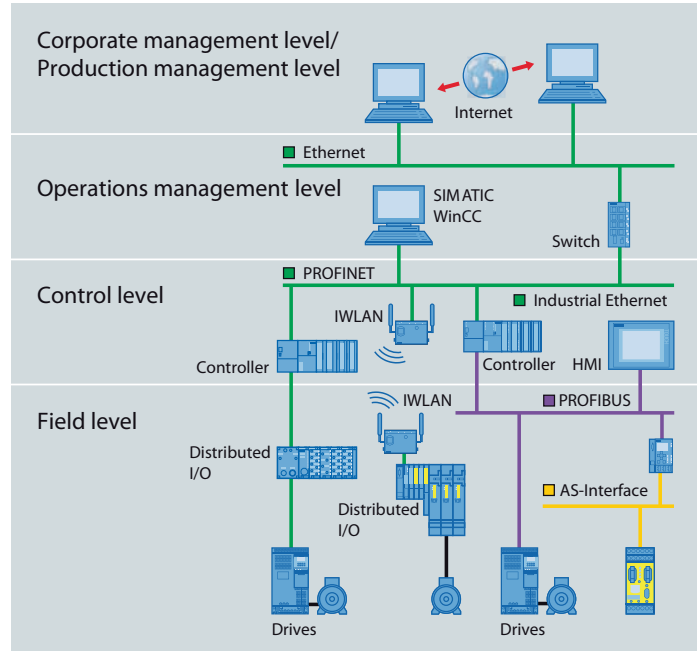 Corporate management level/
Production management level
Internet
Ethernet
Operations management level
SIMATIC
WinCC
Switch
PROFINET
Control level
Industrial Ethernet
IWLAN
Controller
Controller
HMI
IWLAN
PROFIBUS
Field level
Distributed
I/O
AS-Interface
Distributed
I/O
Drives
Drives